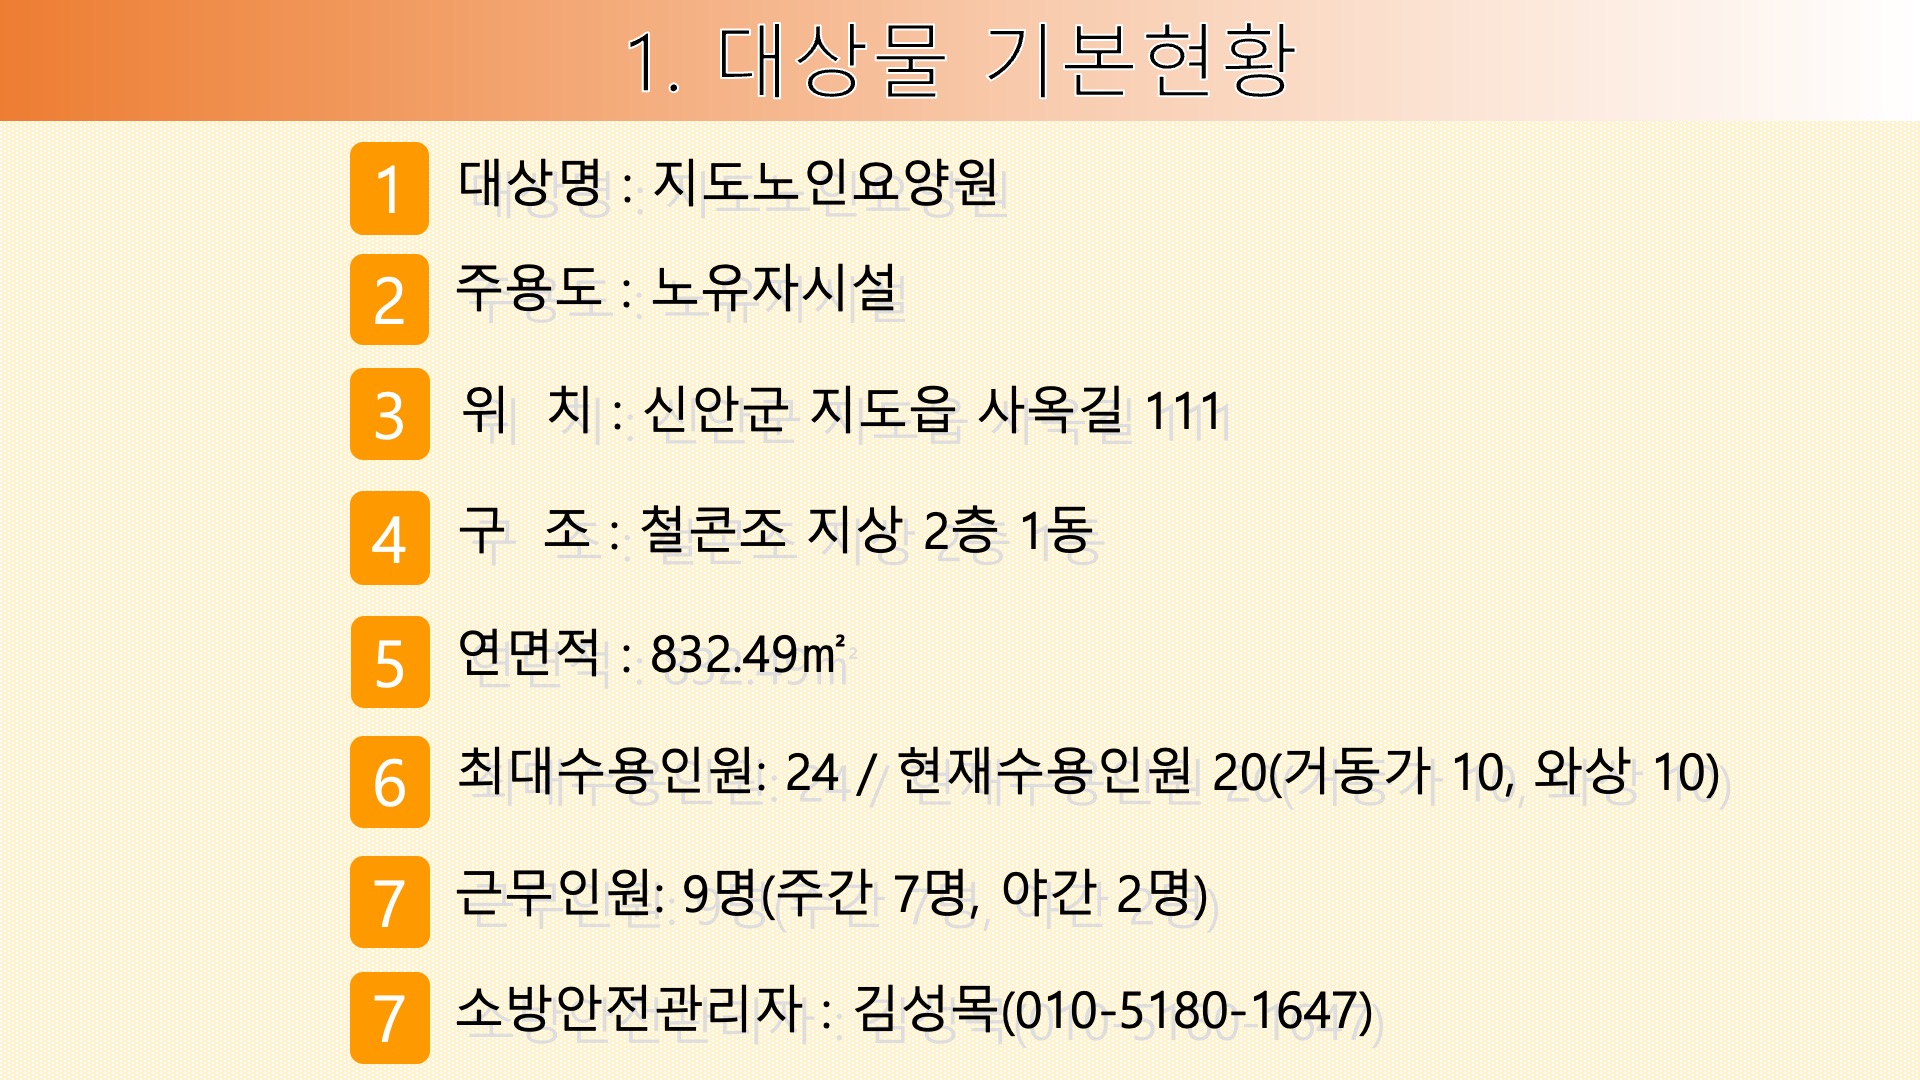 1. 대상물 기본현황
1 대상명 : 지도노인요양원
2 주용도 : 노유자시설
3 위 치 : 신안군 지도읍 사옥길 111
4 구 조 : 철콘조 지상 2층 1동
5 연면적 : 832.49㎡
6 최대수용인원: 24 / 현재수용인원 20(거동가 10, 와상 10)
7 근무인원: 9명(주간 7명, 야간 2명)
7 소방안전관리자 : 김성목(010-5180-1647)